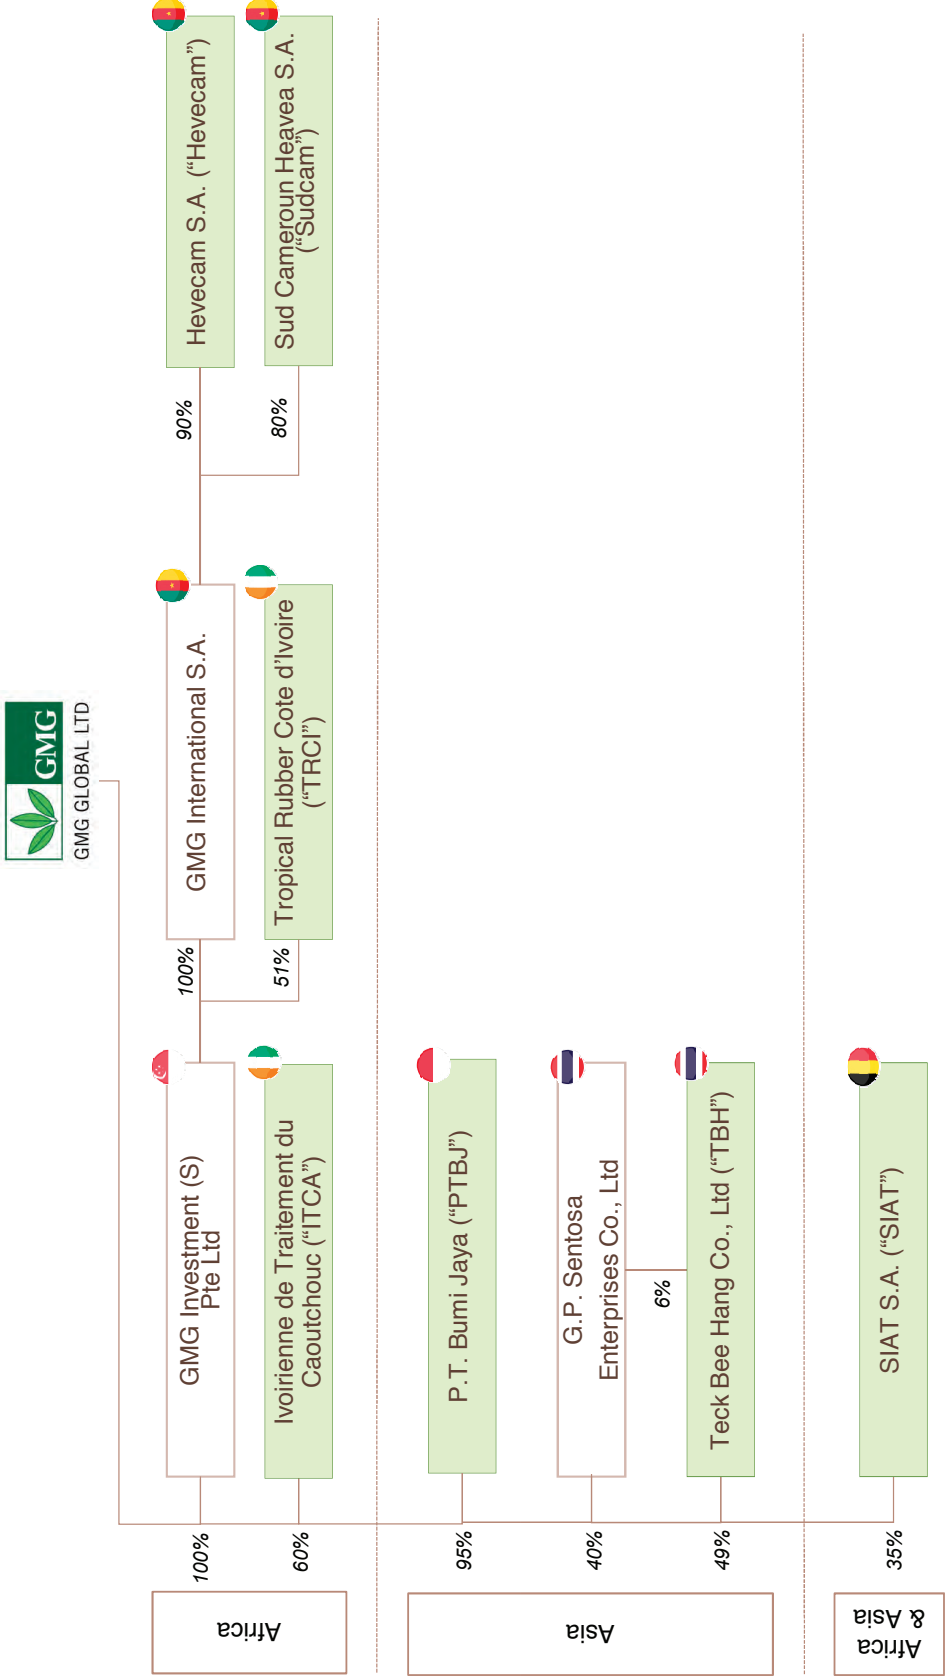 GMG
GMG GLOBAL LTD
Africa
100%
GMG Investment (S)
Pte Ltd
100%
GMG International S.A.
90%
Hevecam S.A. (“Hevecam”)
60%
Ivoirienne de Traitement du
Caoutchouc (“ITCA”)
51%
Tropical Rubber Cote d’Ivoire
(“TRCI”)
80%
Sud Cameroun Heavea S.A.
(“Sudcam”)
Asia
95%
P.T. Bumi Jaya (“PTBJ”)
40%
G.P. Sentosa
Enterprises Co., Ltd
6%
49%
Teck Bee Hang Co., Ltd (“TBH”)
Africa
& Asia
35%
SIAT S.A. (“SIAT”)